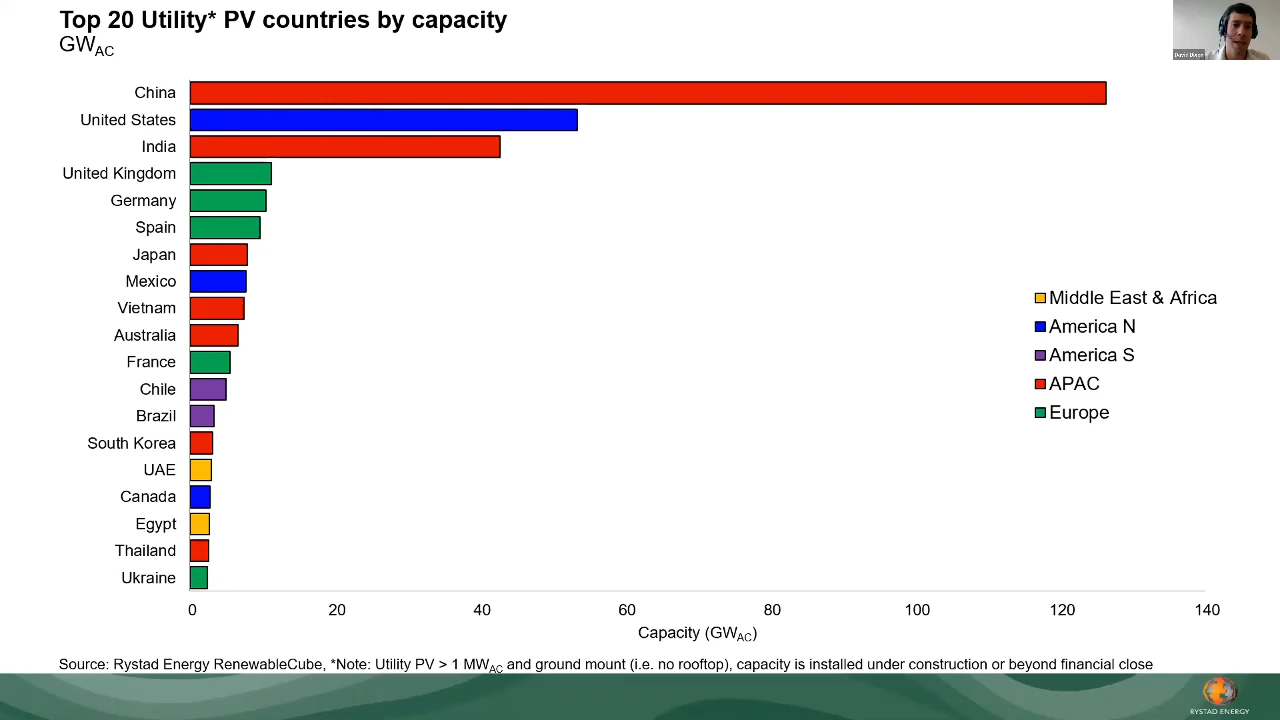 Top 20 Utility* PV countries by capacity
GWAC
David Dixon
China
United States
India
United Kingdom
Germany
Spain
Japan
Mexico
Vietnam
Australia
France
Chile
Brazil
South Korea
UAE
Canada
Egypt
Thailand
Ukraine
Middle East & Africa
America N
America S
APAC
Europe
0 20 40 60 80 100 120 140
Capacity (GWAC)
Source: Rystad Energy RenewableCube, *Note: Utility PV > 1 MWAC and ground mount (i.e. no rooftop), capacity is installed under construction or beyond financial close
RYSTAD ENERGY